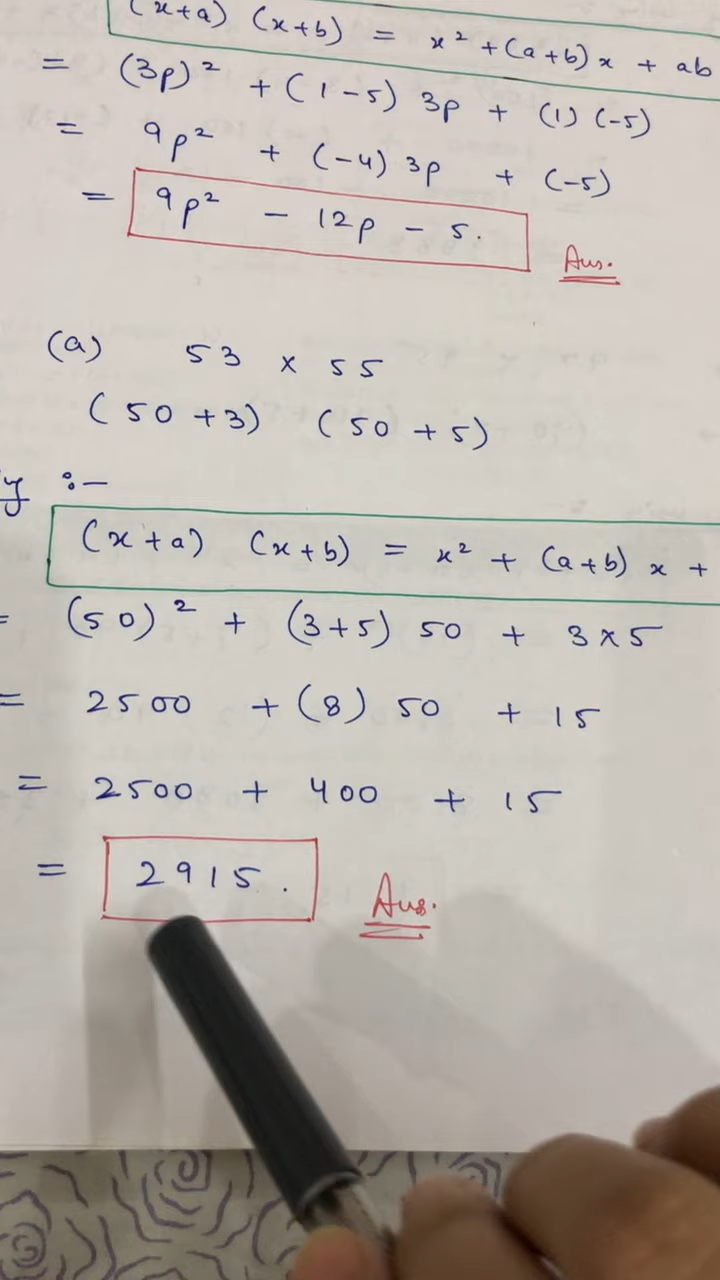 (x+a) (x+b) = x² + (a+b) x + ab
= (3p)² + (1-5) 3p + (1) (-5)
= 9p² + (-4) 3p + (-5)
= 9p² - 12p - 5.
Ans.
(a) 53 × 55
(50+3) (50+5)
y :-
(x+a) (x+b) = x² + (a+b) x +
= (50)² + (3+5) 50 + 3×5
= 2500 + (8) 50 + 15
= 2500 + 400 + 15
= 2915.
Ans.